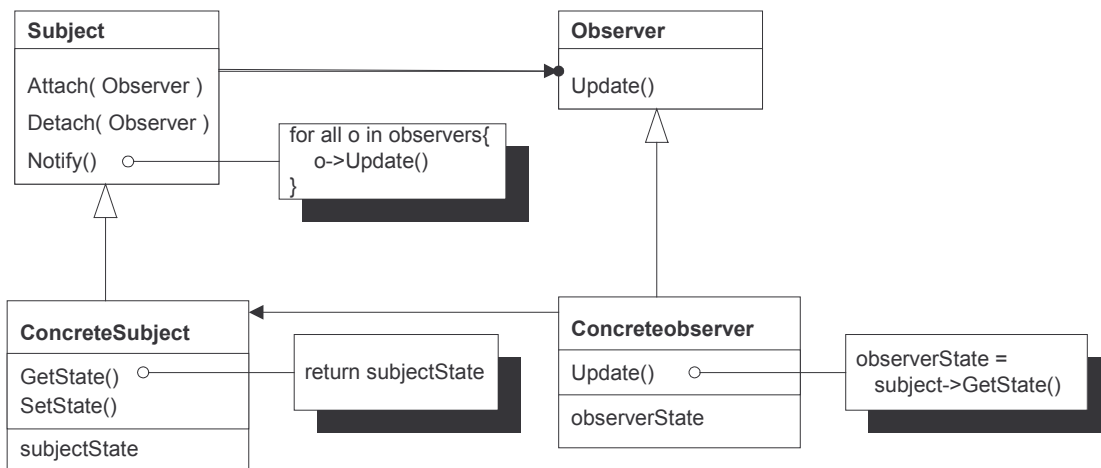 Subject
Attach( Observer )
Detach( Observer )
Notify()
for all o in observers{
o->Update()
}
Observer
Update()
ConcreteSubject
GetState()
SetState()
subjectState
return subjectState
Concreteobserver
Update()
observerState
observerState =
subject->GetState()